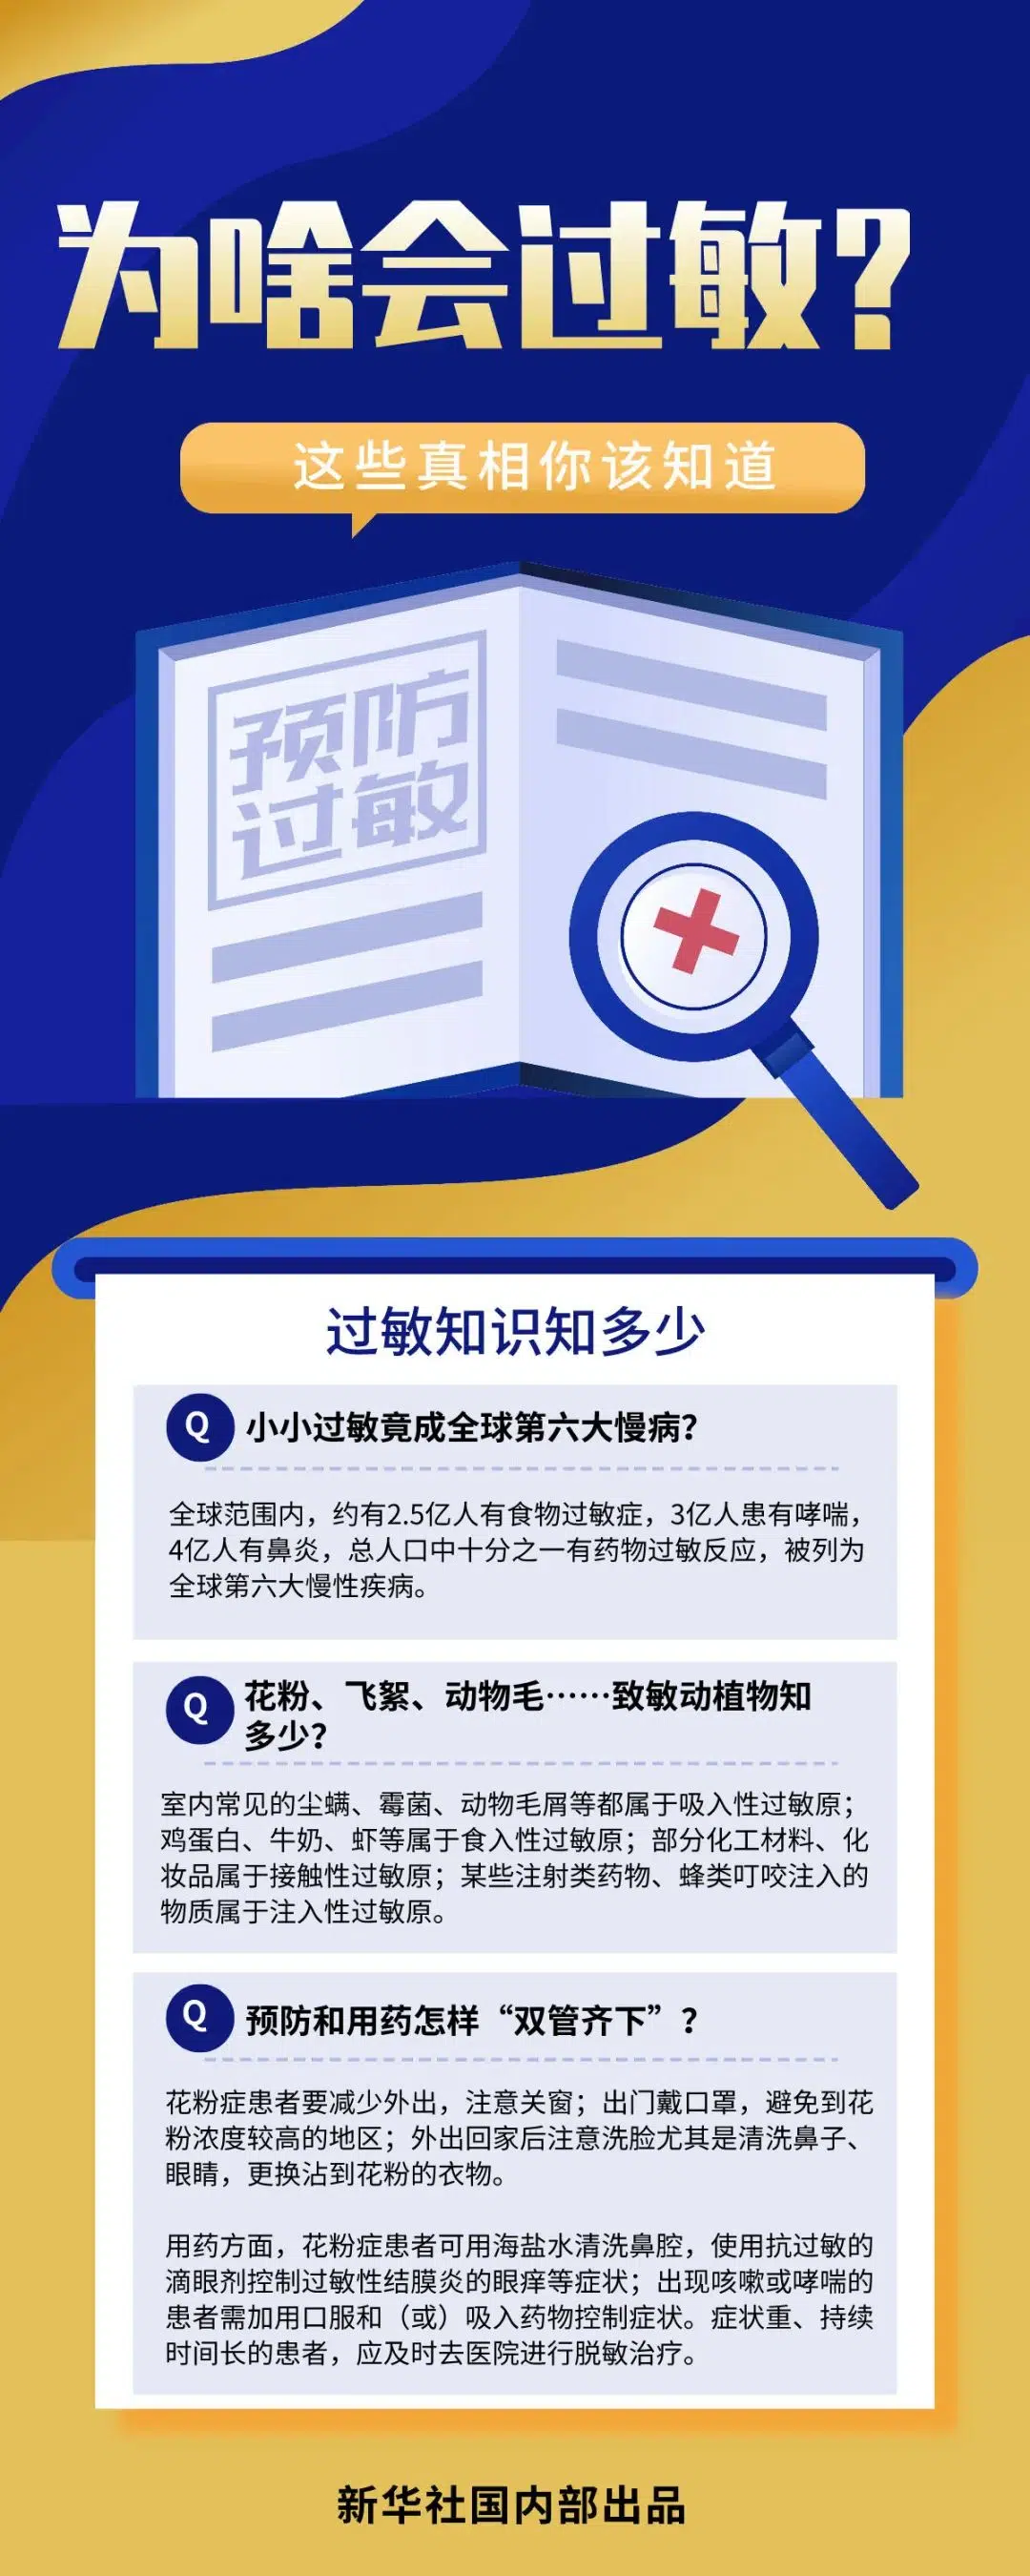 为啥会过敏？
这些真相你该知道
预防
过敏
过敏知识知多少
Q 小小过敏竟成全球第六大慢病？
全球范围内，约有2.5亿人有食物过敏症，3亿人患有哮喘，
4亿人有鼻炎，总人口中十分之一有药物过敏反应，被列为
全球第六大慢性疾病。
Q 花粉、飞絮、动物毛……致敏动植物知
多少？
室内常见的尘螨、霉菌、动物毛屑等都属于吸入性过敏原；
鸡蛋白、牛奶、虾等属于食入性过敏原；部分化工材料、化
妆品属于接触性过敏原；某些注射类药物、蜂类叮咬注入的
物质属于注入性过敏原。
Q 预防和用药怎样“双管齐下”？
花粉症患者要减少外出，注意关窗；出门戴口罩，避免到花
粉浓度较高的地区；外出回家后注意洗脸尤其是清洗鼻子、
眼睛，更换沾到花粉的衣物。
用药方面，花粉症患者可用海盐水清洗鼻腔，使用抗过敏的
滴眼剂控制过敏性结膜炎的眼痒等症状；出现咳嗽或哮喘的
患者需加用口服和（或）吸入药物控制症状。症状重、持续
时间长的患者，应及时去医院进行脱敏治疗。
新华社国内部出品